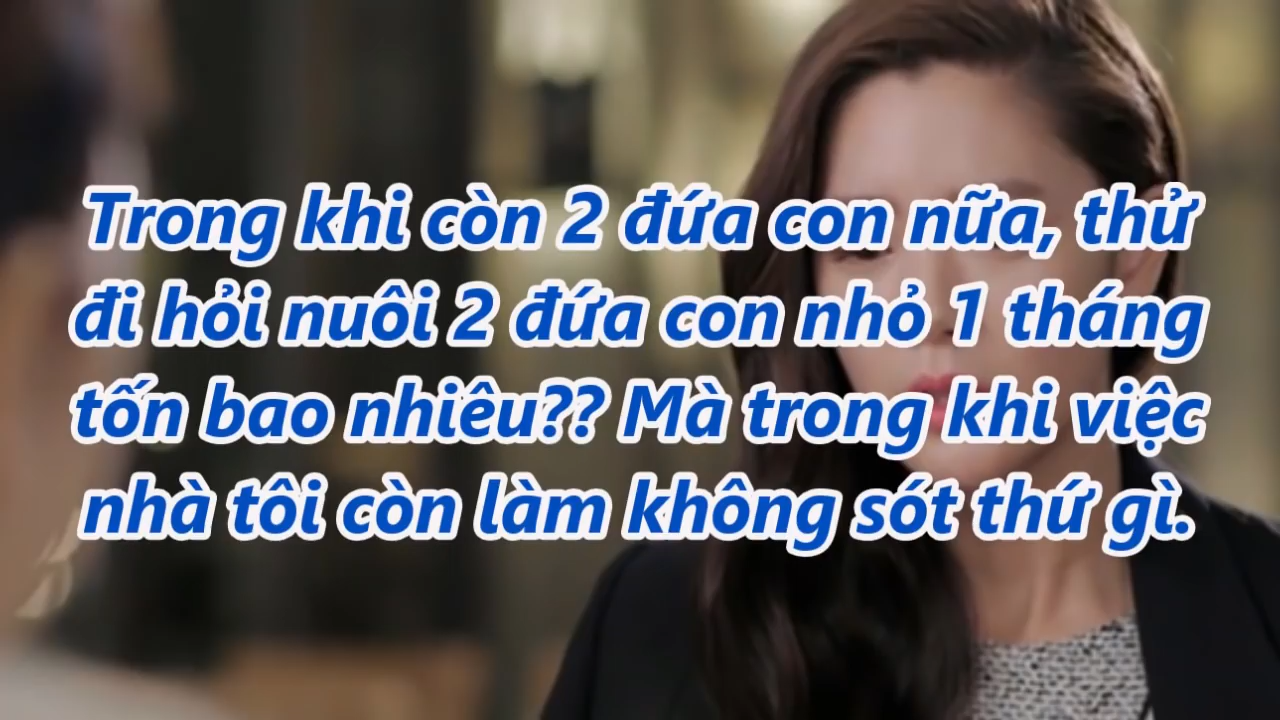 Trong khi còn 2 đứa con nữa, thử
đi hỏi nuôi 2 đứa con nhỏ 1 tháng
tốn bao nhiêu?? Mà trong khi việc
nhà tôi còn làm không sót thứ gì.